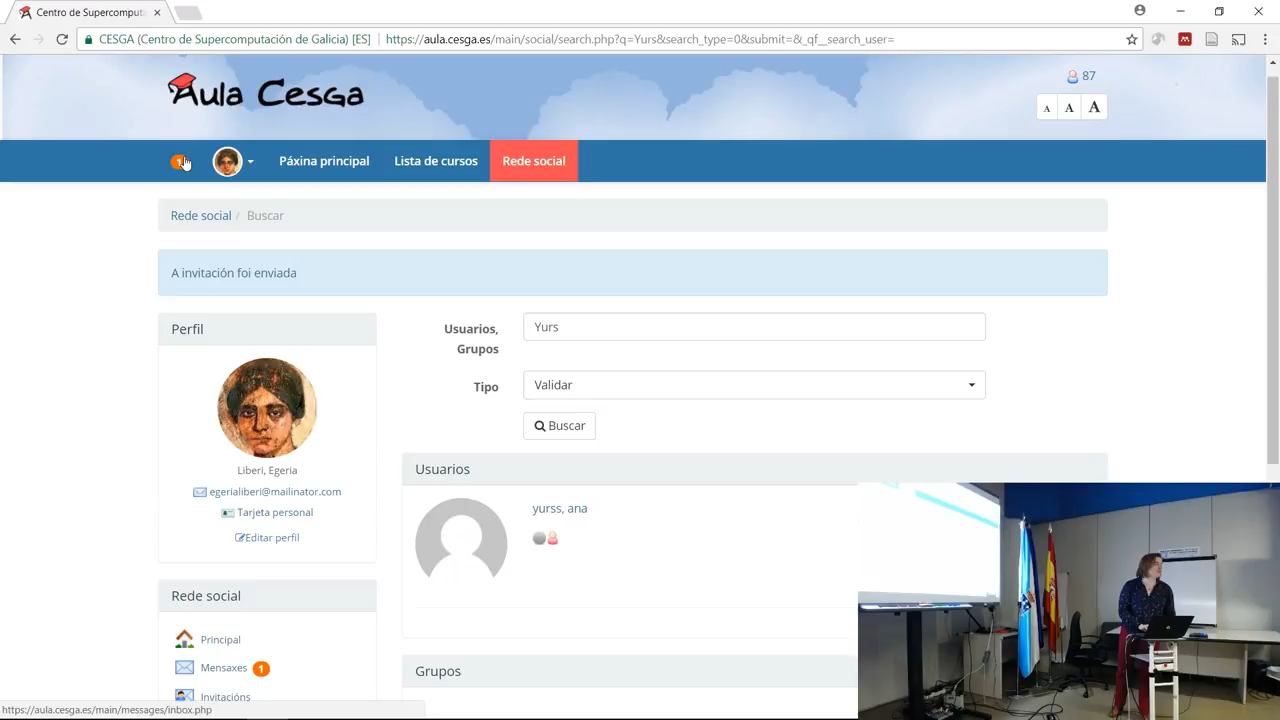 Centro de Supercomputa
CESGA (Centro de Supercomputación de Galicia) [ES]
https://aula.cesga.es/main/social/search.php?q=Yurs&search_type=0&submit=&_qf__search_user=
Aula Cesga
87
A A A
1
Páxina principal
Lista de cursos
Rede social
Rede social / Buscar
A invitación foi enviada
Perfil
Liberi, Egeria
egerialiberi@mailinator.com
Tarjeta personal
Editar perfil
Rede social
Principal
Mensaxes 1
Invitacións
Usuarios,
Grupos
Yurs
Tipo
Validar
Buscar
Usuarios
yurss, ana
Grupos
https://aula.cesga.es/main/messages/inbox.php